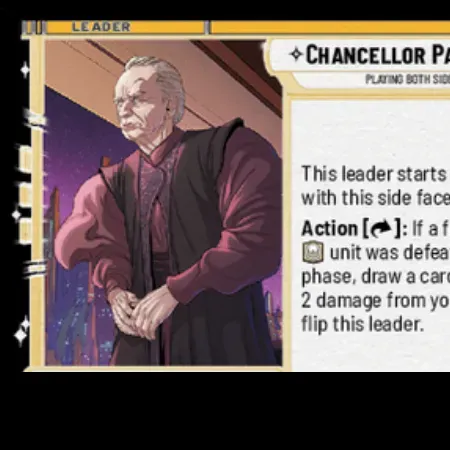 LEADER
CHANCELLOR PA
PLAYING BOTH SID
This leader starts
with this side face
Action [ ]: If a f
unit was defea
phase, draw a card
2 damage from yo
flip this leader.